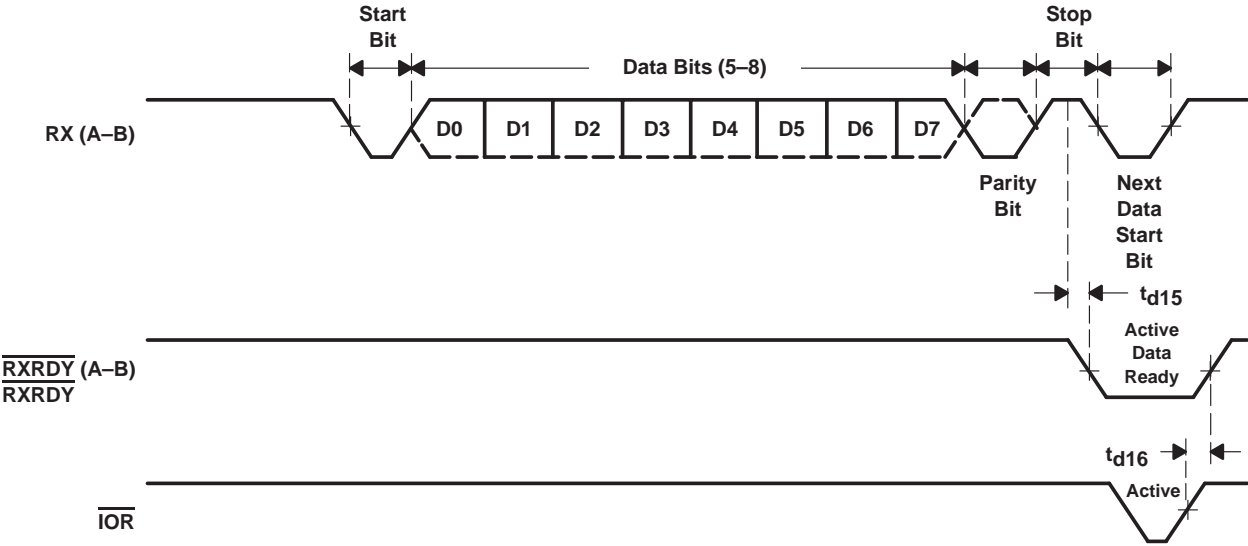 Start
Bit
Stop
Bit
Data Bits (5–8)
RX (A–B)
D0 D1 D2 D3 D4 D5 D6 D7
Parity
Bit
Next
Data
Start
Bit
td15
RXRDY (A–B)
RXRDY
Active
Data
Ready
td16
IOR
Active